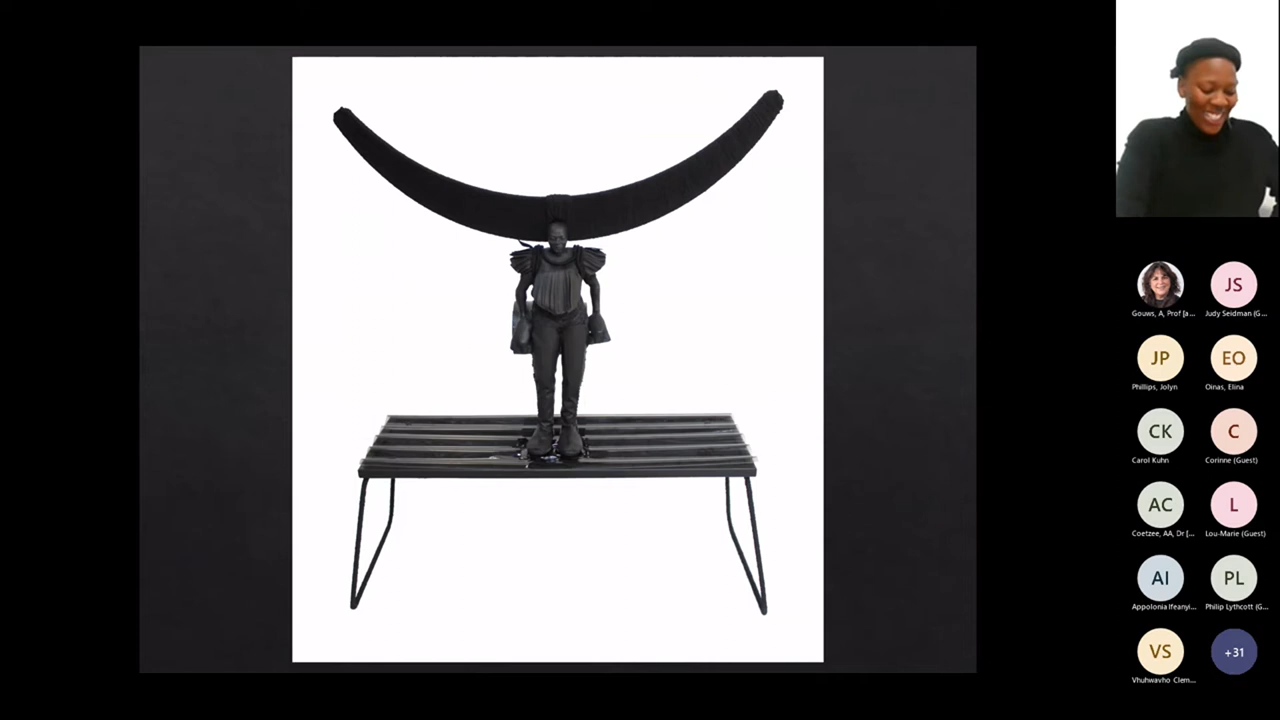 JS
Gouws, A, Prof [a...
Judy Seidman (G...
JP
EO
Phillips, Jolyn
Oinas, Elina
CK
C
Carol Kuhn
Corinne (Guest)
AC
L
Coetzee, AA, Dr [...
Lou-Marie (Guest)
AI
PL
Appolonia Ifeanyi...
Philip Lythcott (G...
VS
+31
Vhuhwavho Clem...